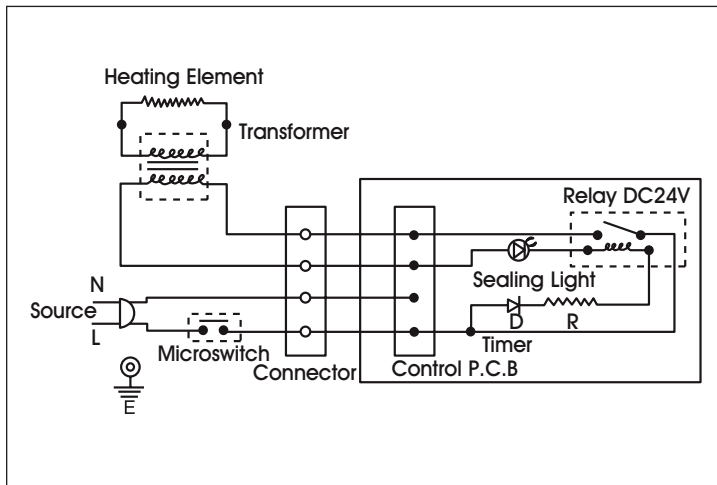 Heating Element
Transformer
Relay DC24V
Sealing Light
N
Source
L
D
R
Timer
Microswitch
Connector
Control P.C.B
E